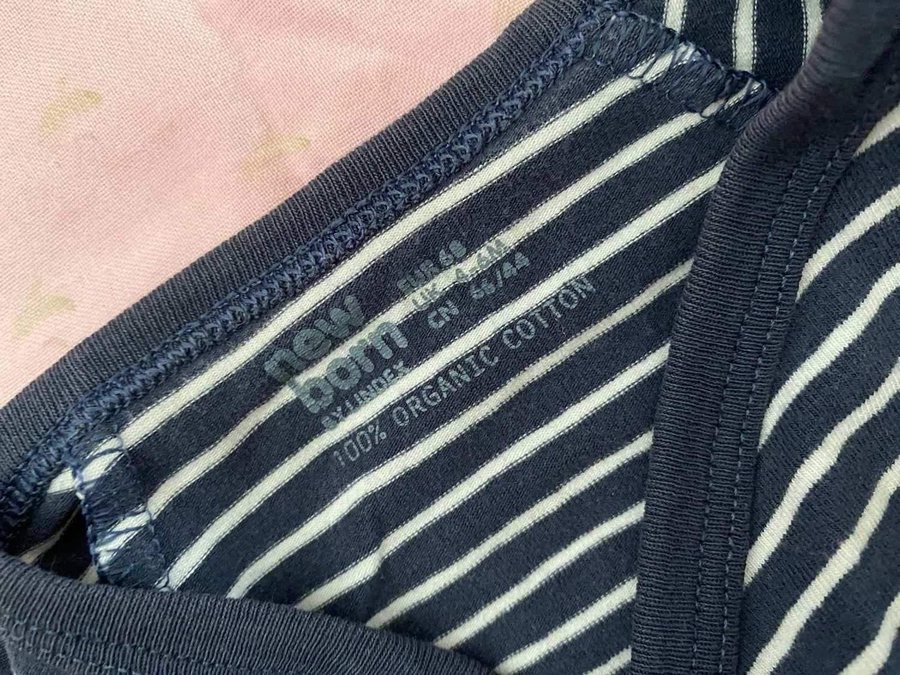 new
born
BY LINDEX
EUR 68
UK 4-6M
CN 66/44
100% ORGANIC COTTON